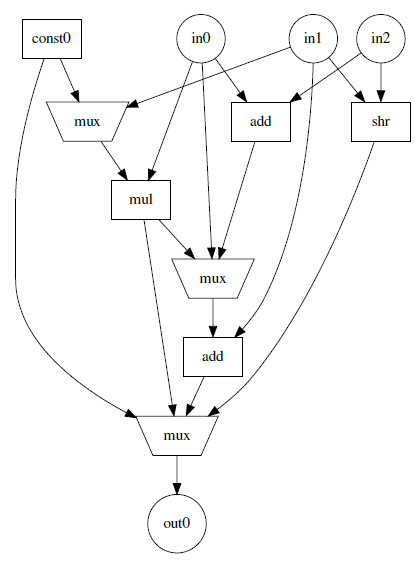 const0
in0
in1
in2
mux
add
shr
mul
mux
add
mux
out0